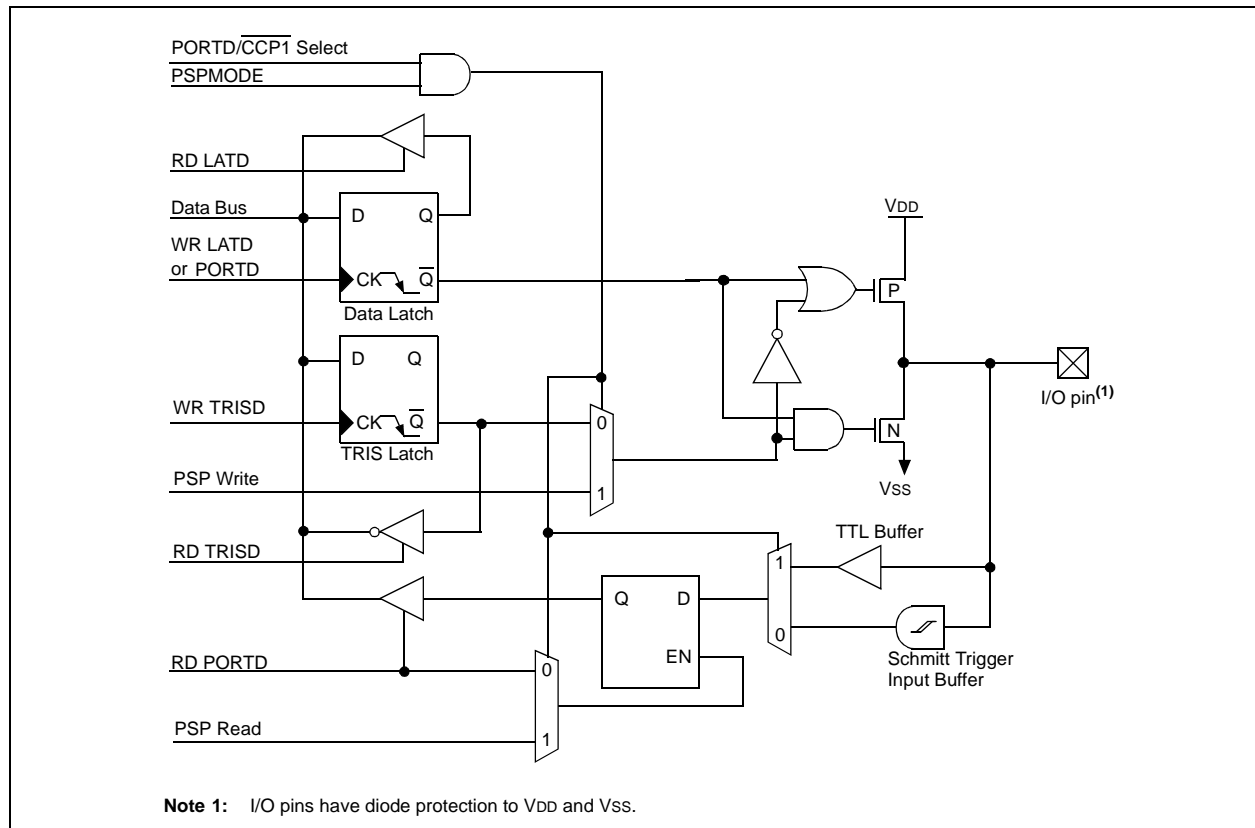 PORTD/C̅C̅P̅1̅ Select
PSPMODE
RD LATD
Data Bus
WR LATD
or PORTD
D Q
CK Q̅
Data Latch
VDD
P
D Q
WR TRISD
CK Q̅
TRIS Latch
0
1
PSP Write
N
VSS
I/O pin(1)
RD TRISD
TTL Buffer
1
0
Q D
EN
Schmitt Trigger
Input Buffer
RD PORTD
0
1
PSP Read
Note 1: I/O pins have diode protection to VDD and VSS.